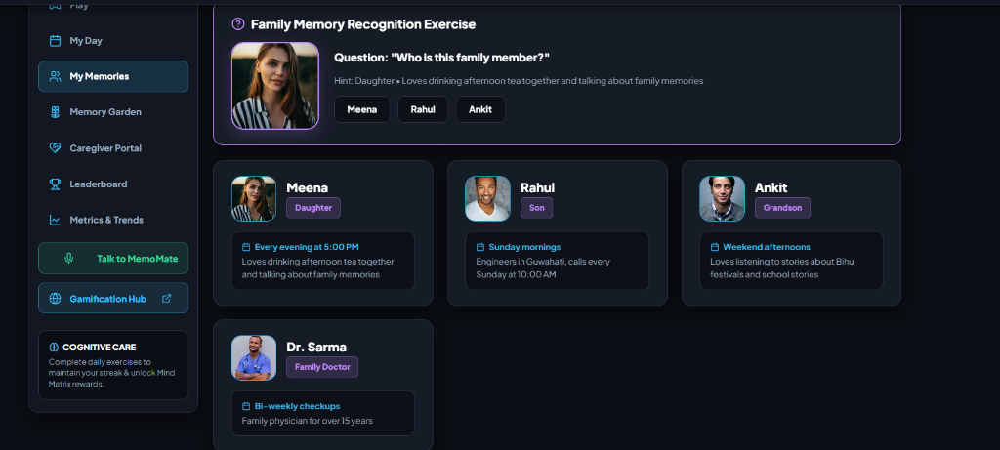 Play
My Day
My Memories
Memory Garden
Caregiver Portal
Leaderboard
Metrics & Trends
Talk to MemoMate
Gamification Hub
COGNITIVE CARE
Complete daily exercises to
maintain your streak & unlock Mind
Matrix rewards.
Family Memory Recognition Exercise
Question: "Who is this family member?"
Hint: Daughter • Loves drinking afternoon tea together and talking about family memories
Meena
Rahul
Ankit
Meena
Daughter
Every evening at 5:00 PM
Loves drinking afternoon tea together
and talking about family memories
Rahul
Son
Sunday mornings
Engineers in Guwahati, calls every
Sunday at 10:00 AM
Ankit
Grandson
Weekend afternoons
Loves listening to stories about Bihu
festivals and school stories
Dr. Sarma
Family Doctor
Bi-weekly checkups
Family physician for over 15 years